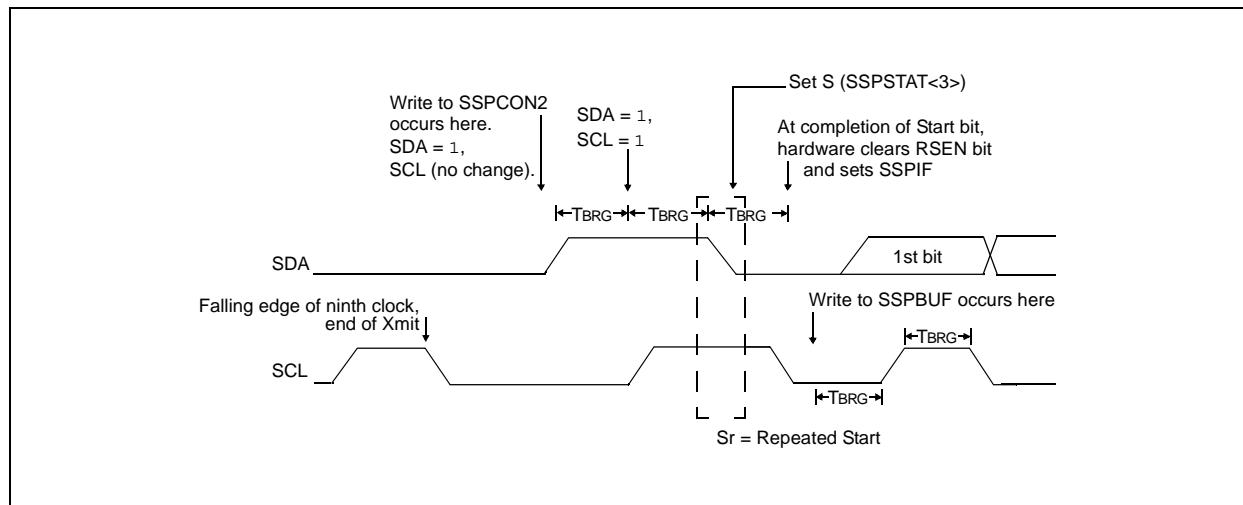 Set S (SSPSTAT<3>)
Write to SSPCON2
occurs here.
SDA = 1,
SCL (no change).
SDA = 1,
SCL = 1
At completion of Start bit,
hardware clears RSEN bit
and sets SSPIF
TBRG
TBRG
TBRG
SDA
1st bit
Falling edge of ninth clock,
end of Xmit
Write to SSPBUF occurs here
TBRG
SCL
TBRG
Sr = Repeated Start